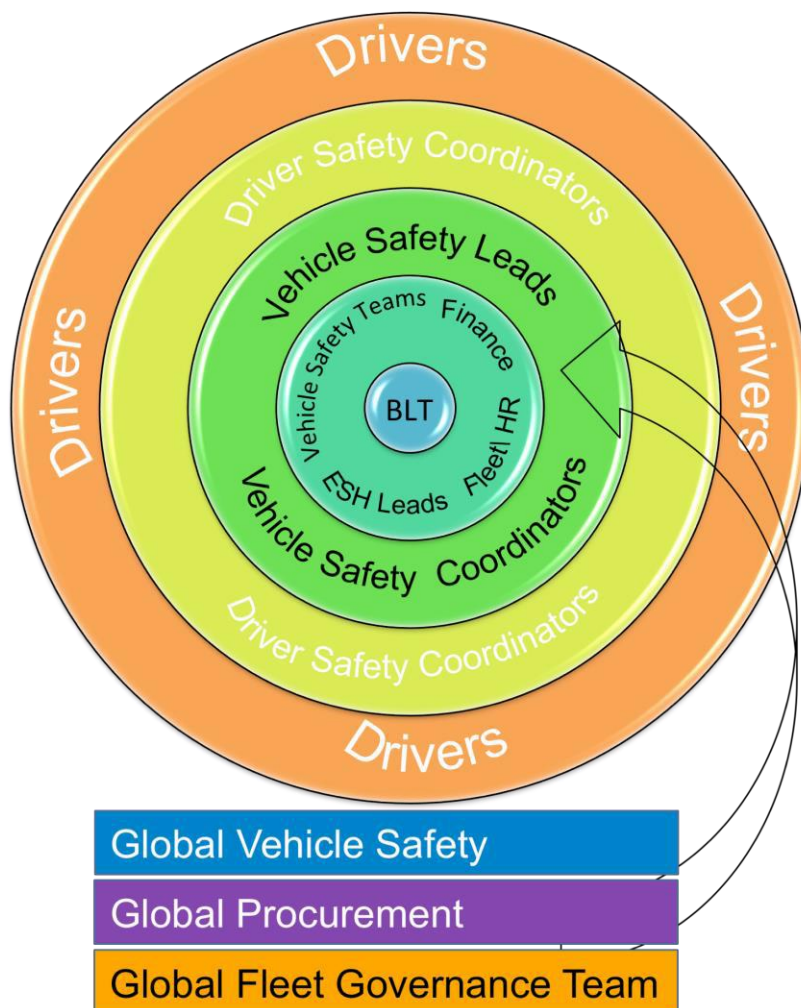 Drivers
Driver Safety Coordinators
Vehicle Safety Leads
Vehicle Safety Teams
Finance
Drivers
BLT
Drivers
Fleet\ HR
ESH Leads
Vehicle Safety Coordinators
Driver Safety Coordinators
Drivers
Global Vehicle Safety
Global Procurement
Global Fleet Governance Team